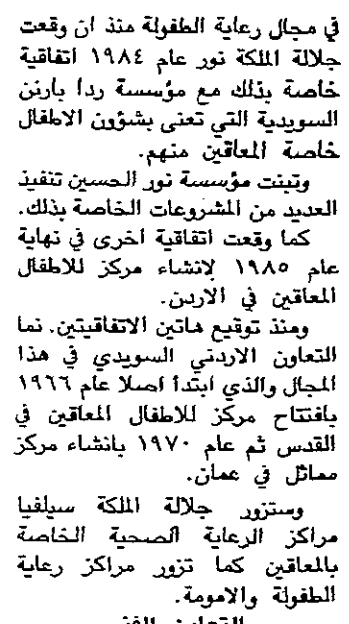 في مجال رعاية الطفولة منذ ان وقعت
جلالة الملكة نور عام ١٩٨٤ اتفاقية
خاصة بذلك مع مؤسسة ردا بارنن
السويدية التي تعنى بشؤون الاطفال
خاصة المعاقين منهم.
وتبنت مؤسسة نور الحسين تنفيذ
العديد من المشروعات الخاصة بذلك.
كما وقعت اتفاقية اخرى في نهاية
عام ١٩٨٥ لانشاء مركز للاطفال
المعاقين في الاردن.
ومنذ توقيع هاتين الاتفاقيتين. نما
التعاون الاردني السويدي في هذا
المجال والذي ابتدأ اصلا عام ١٩٦٦
بافتتاح مركز للاطفال المعاقين في
القدس ثم عام ١٩٧٠ بانشاء مركز
مماثل في عمان.
وستزور جلالة الملكة سيلفيا
مراكز الرعاية الصحية الخاصة
بالمعاقين كما تزور مراكز رعاية
الطفولة والامومة.